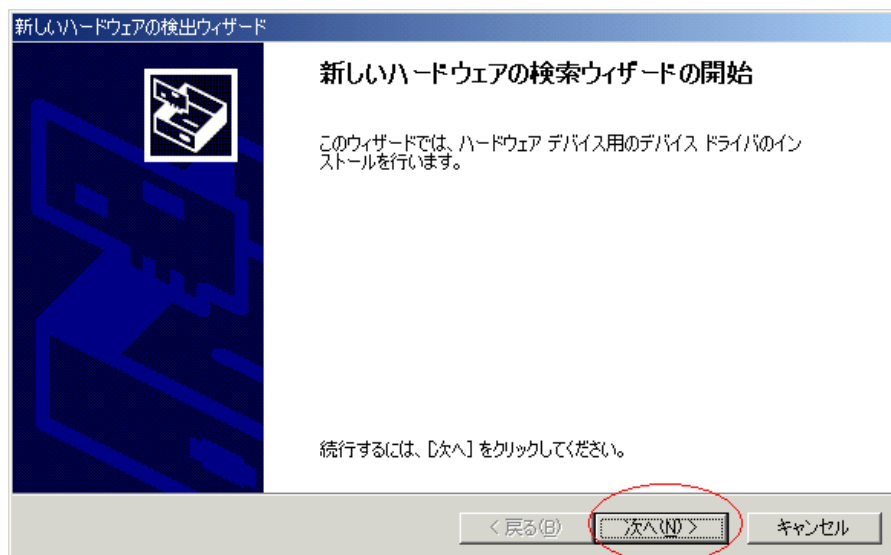 新しいハードウェアの検出ウィザード
新しいハードウェアの検索ウィザードの開始
このウィザードでは、ハードウェア デバイス用のデバイス ドライバのイン
ストールを行います。
続行するには、[次へ] をクリックしてください。
< 戻る(B)
次へ(N) >
キャンセル